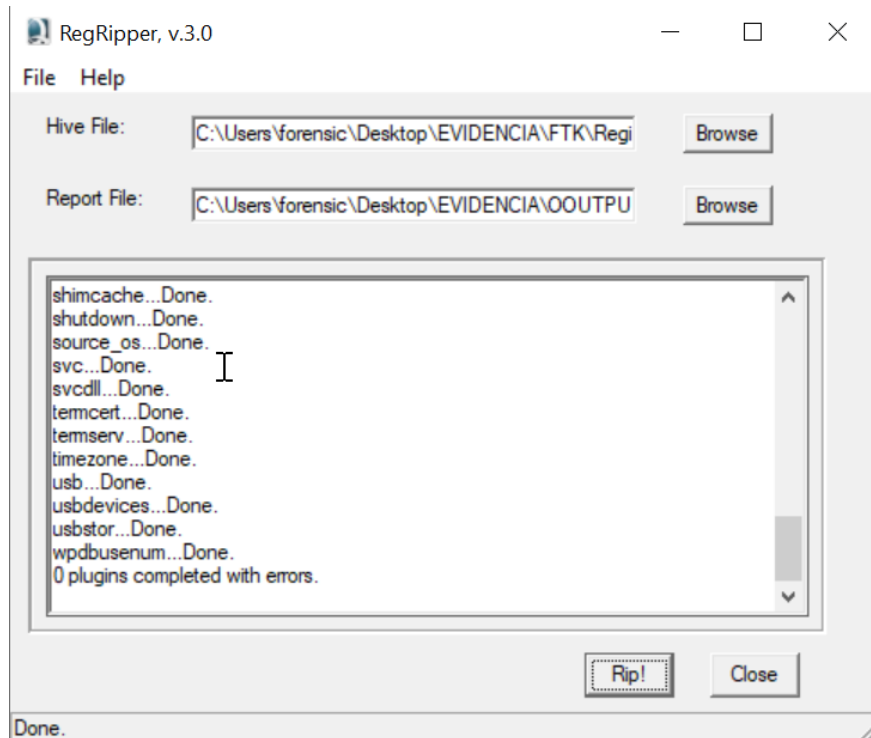 RegRipper, v.3.0
File Help
Hive File: C:\Users\forensic\Desktop\EVIDENCIA\FTK\Regi Browse
Report File: C:\Users\forensic\Desktop\EVIDENCIA\OOUTPU Browse
shimcache...Done.
shutdown...Done.
source_os...Done.
svc...Done.
svcdll...Done.
termcert...Done.
termserv...Done.
timezone...Done.
usb...Done.
usbdevices...Done.
usbstor...Done.
wpdbusenum...Done.
0 plugins completed with errors.
Rip! Close
Done.